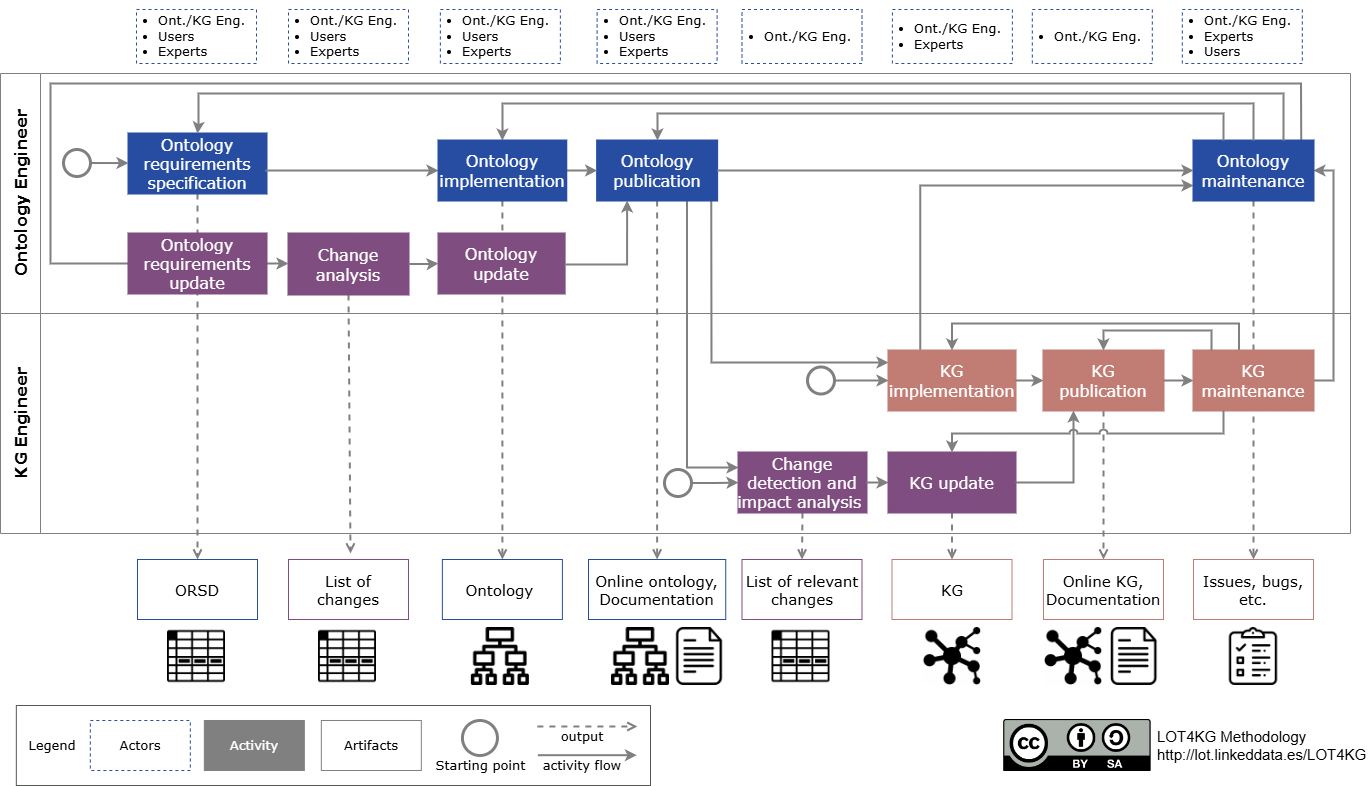 • Ont./KG Eng.
• Users
• Experts
• Ont./KG Eng.
• Users
• Experts
• Ont./KG Eng.
• Users
• Experts
• Ont./KG Eng.
• Users
• Experts
• Ont./KG Eng.
• Ont./KG Eng.
• Experts
• Ont./KG Eng.
• Ont./KG Eng.
• Experts
• Users
Ontology Engineer
Ontology
requirements
specification
Ontology
implementation
Ontology
publication
Ontology
maintenance
Ontology
requirements
update
Change
analysis
Ontology
update
KG Engineer
KG
implementation
KG
publication
KG
maintenance
Change
detection and
impact analysis
KG update
ORSD
List of
changes
Ontology
Online ontology,
Documentation
List of relevant
changes
KG
Online KG,
Documentation
Issues, bugs,
etc.
Legend
Actors
Activity
Artifacts
Starting point
output
activity flow
cc
BY SA
LOT4KG Methodology
http://lot.linkeddata.es/LOT4KG